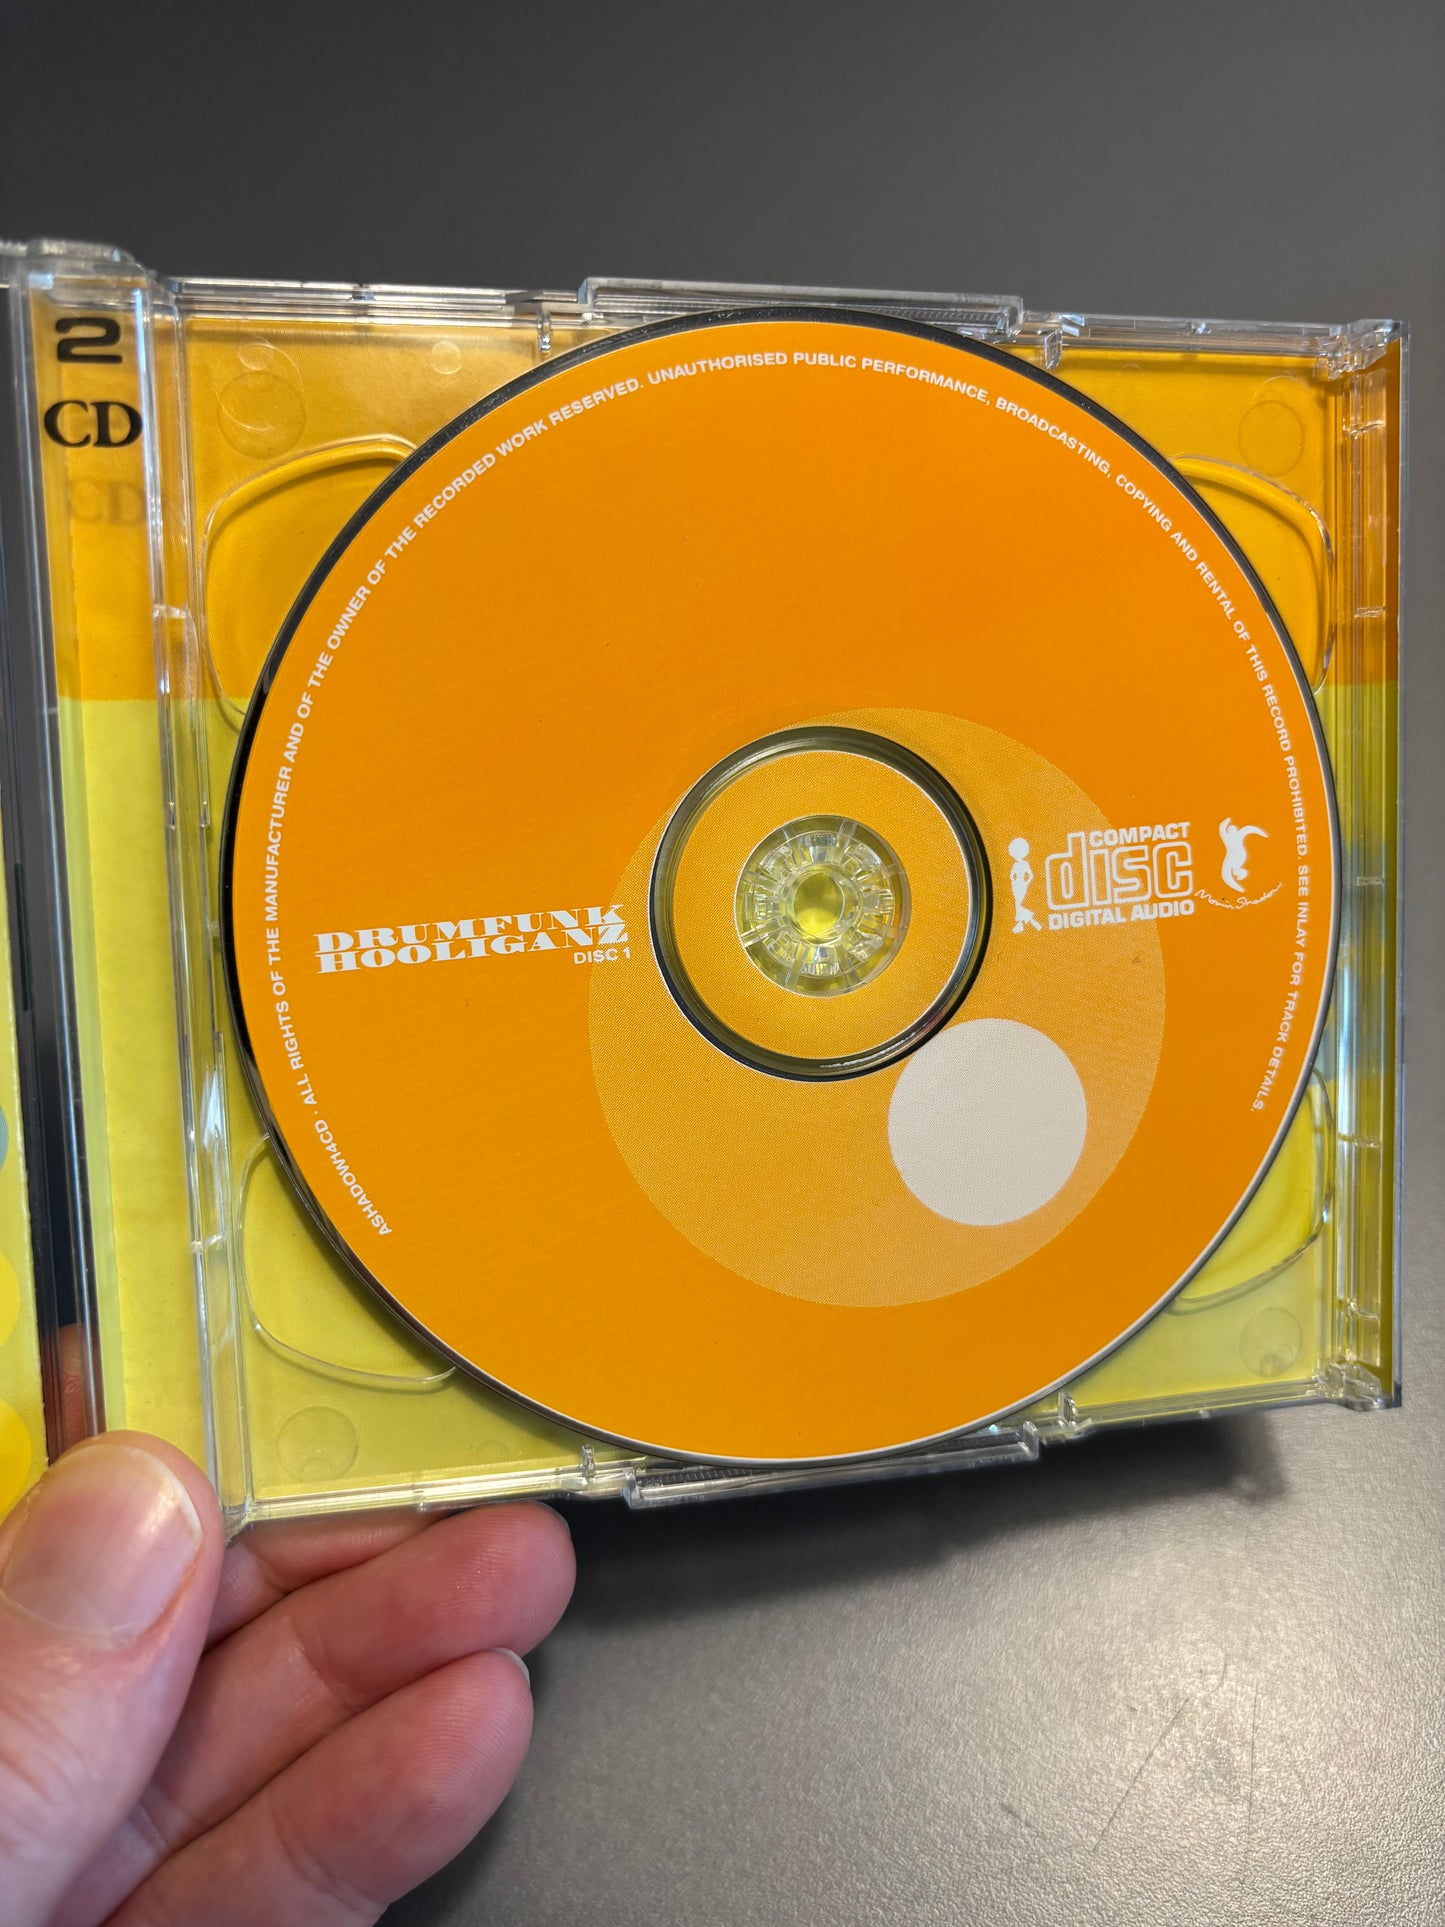 2
CD
ASHADOW14CD · ALL RIGHTS OF THE MANUFACTURER AND OF THE OWNER OF THE RECORDED WORK RESERVED. UNAUTHORISED PUBLIC PERFORMANCE, BROADCASTING, COPYING AND RENTAL OF THIS RECORD PROHIBITED. SEE INLAY FOR TRACK DETAILS.
DRUMFUNK
HOOLIGANZ
DISC 1
COMPACT
disc
DIGITAL AUDIO
Movin Shadow